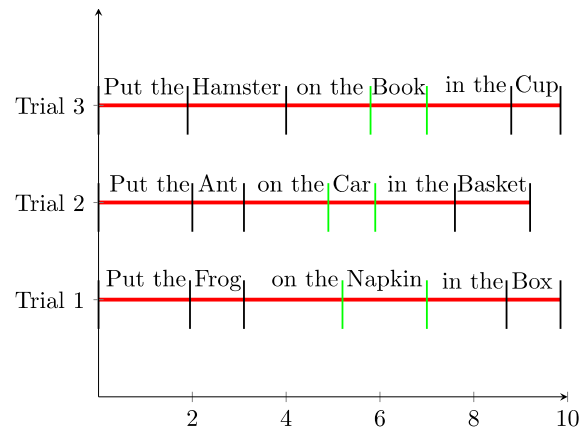 Put the Hamster on the Book in the Cup
Trial 3
Put the Ant on the Car in the Basket
Trial 2
Put the Frog on the Napkin in the Box
Trial 1
2 4 6 8 10